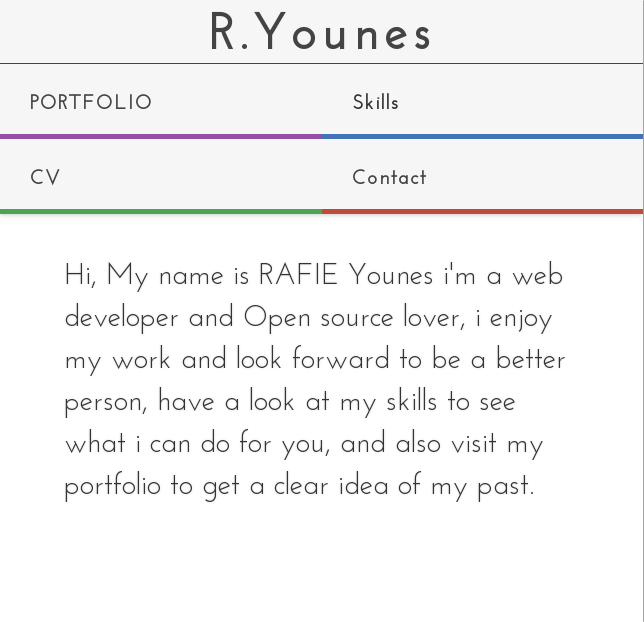 R.Younes
PORTFOLIO
Skills
CV
Contact
Hi, My name is RAFIE Younes i'm a web
developer and Open source lover, i enjoy
my work and look forward to be a better
person, have a look at my skills to see
what i can do for you, and also visit my
portfolio to get a clear idea of my past.